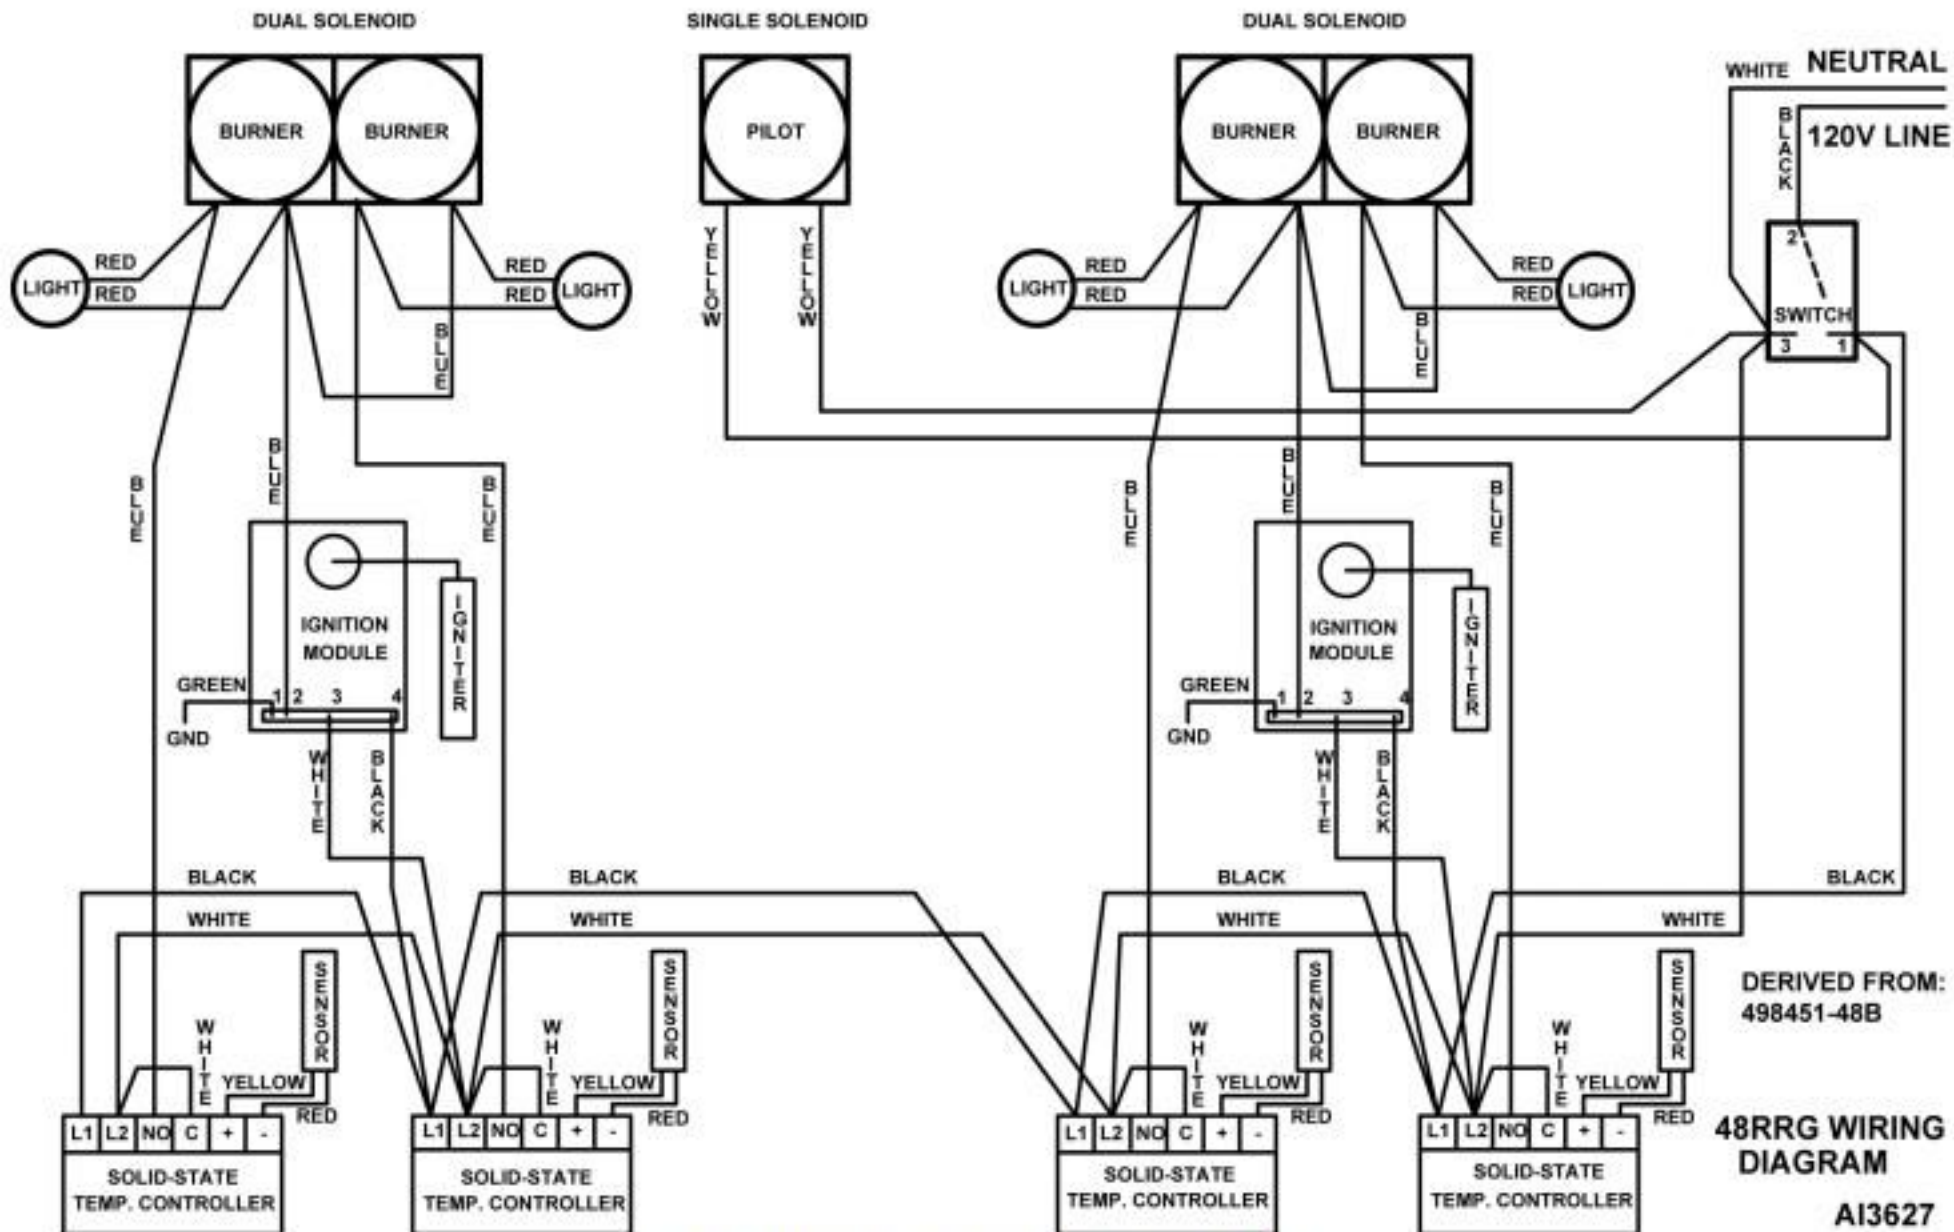 DUAL SOLENOID
SINGLE SOLENOID
DUAL SOLENOID
WHITE NEUTRAL
BLACK
120V LINE
BURNER
BURNER
PILOT
BURNER
BURNER
2
SWITCH
3 1
LIGHT
RED
RED
RED
RED
LIGHT
BLUE
YELLOW
YELLOW
LIGHT
RED
RED
RED
RED
LIGHT
BLUE
BLUE
BLUE
BLUE
BLUE
BLUE
BLUE
IGNITION
MODULE
IGNITER
GREEN
GND
1 2 3 4
WHITE
BLACK
IGNITION
MODULE
IGNITER
GREEN
GND
1 2 3 4
WHITE
BLACK
BLACK
WHITE
BLACK
WHITE
BLACK
WHITE
BLACK
WHITE
SENSOR
WHITE
YELLOW
RED
SENSOR
WHITE
YELLOW
RED
SENSOR
WHITE
YELLOW
RED
SENSOR
WHITE
YELLOW
RED
DERIVED FROM:
498451-48B
L1 L2 NO C + -
SOLID-STATE
TEMP. CONTROLLER
L1 L2 NO C + -
SOLID-STATE
TEMP. CONTROLLER
L1 L2 NO C + -
SOLID-STATE
TEMP. CONTROLLER
L1 L2 NO C + -
SOLID-STATE
TEMP. CONTROLLER
48RRG WIRING
DIAGRAM
AI3627